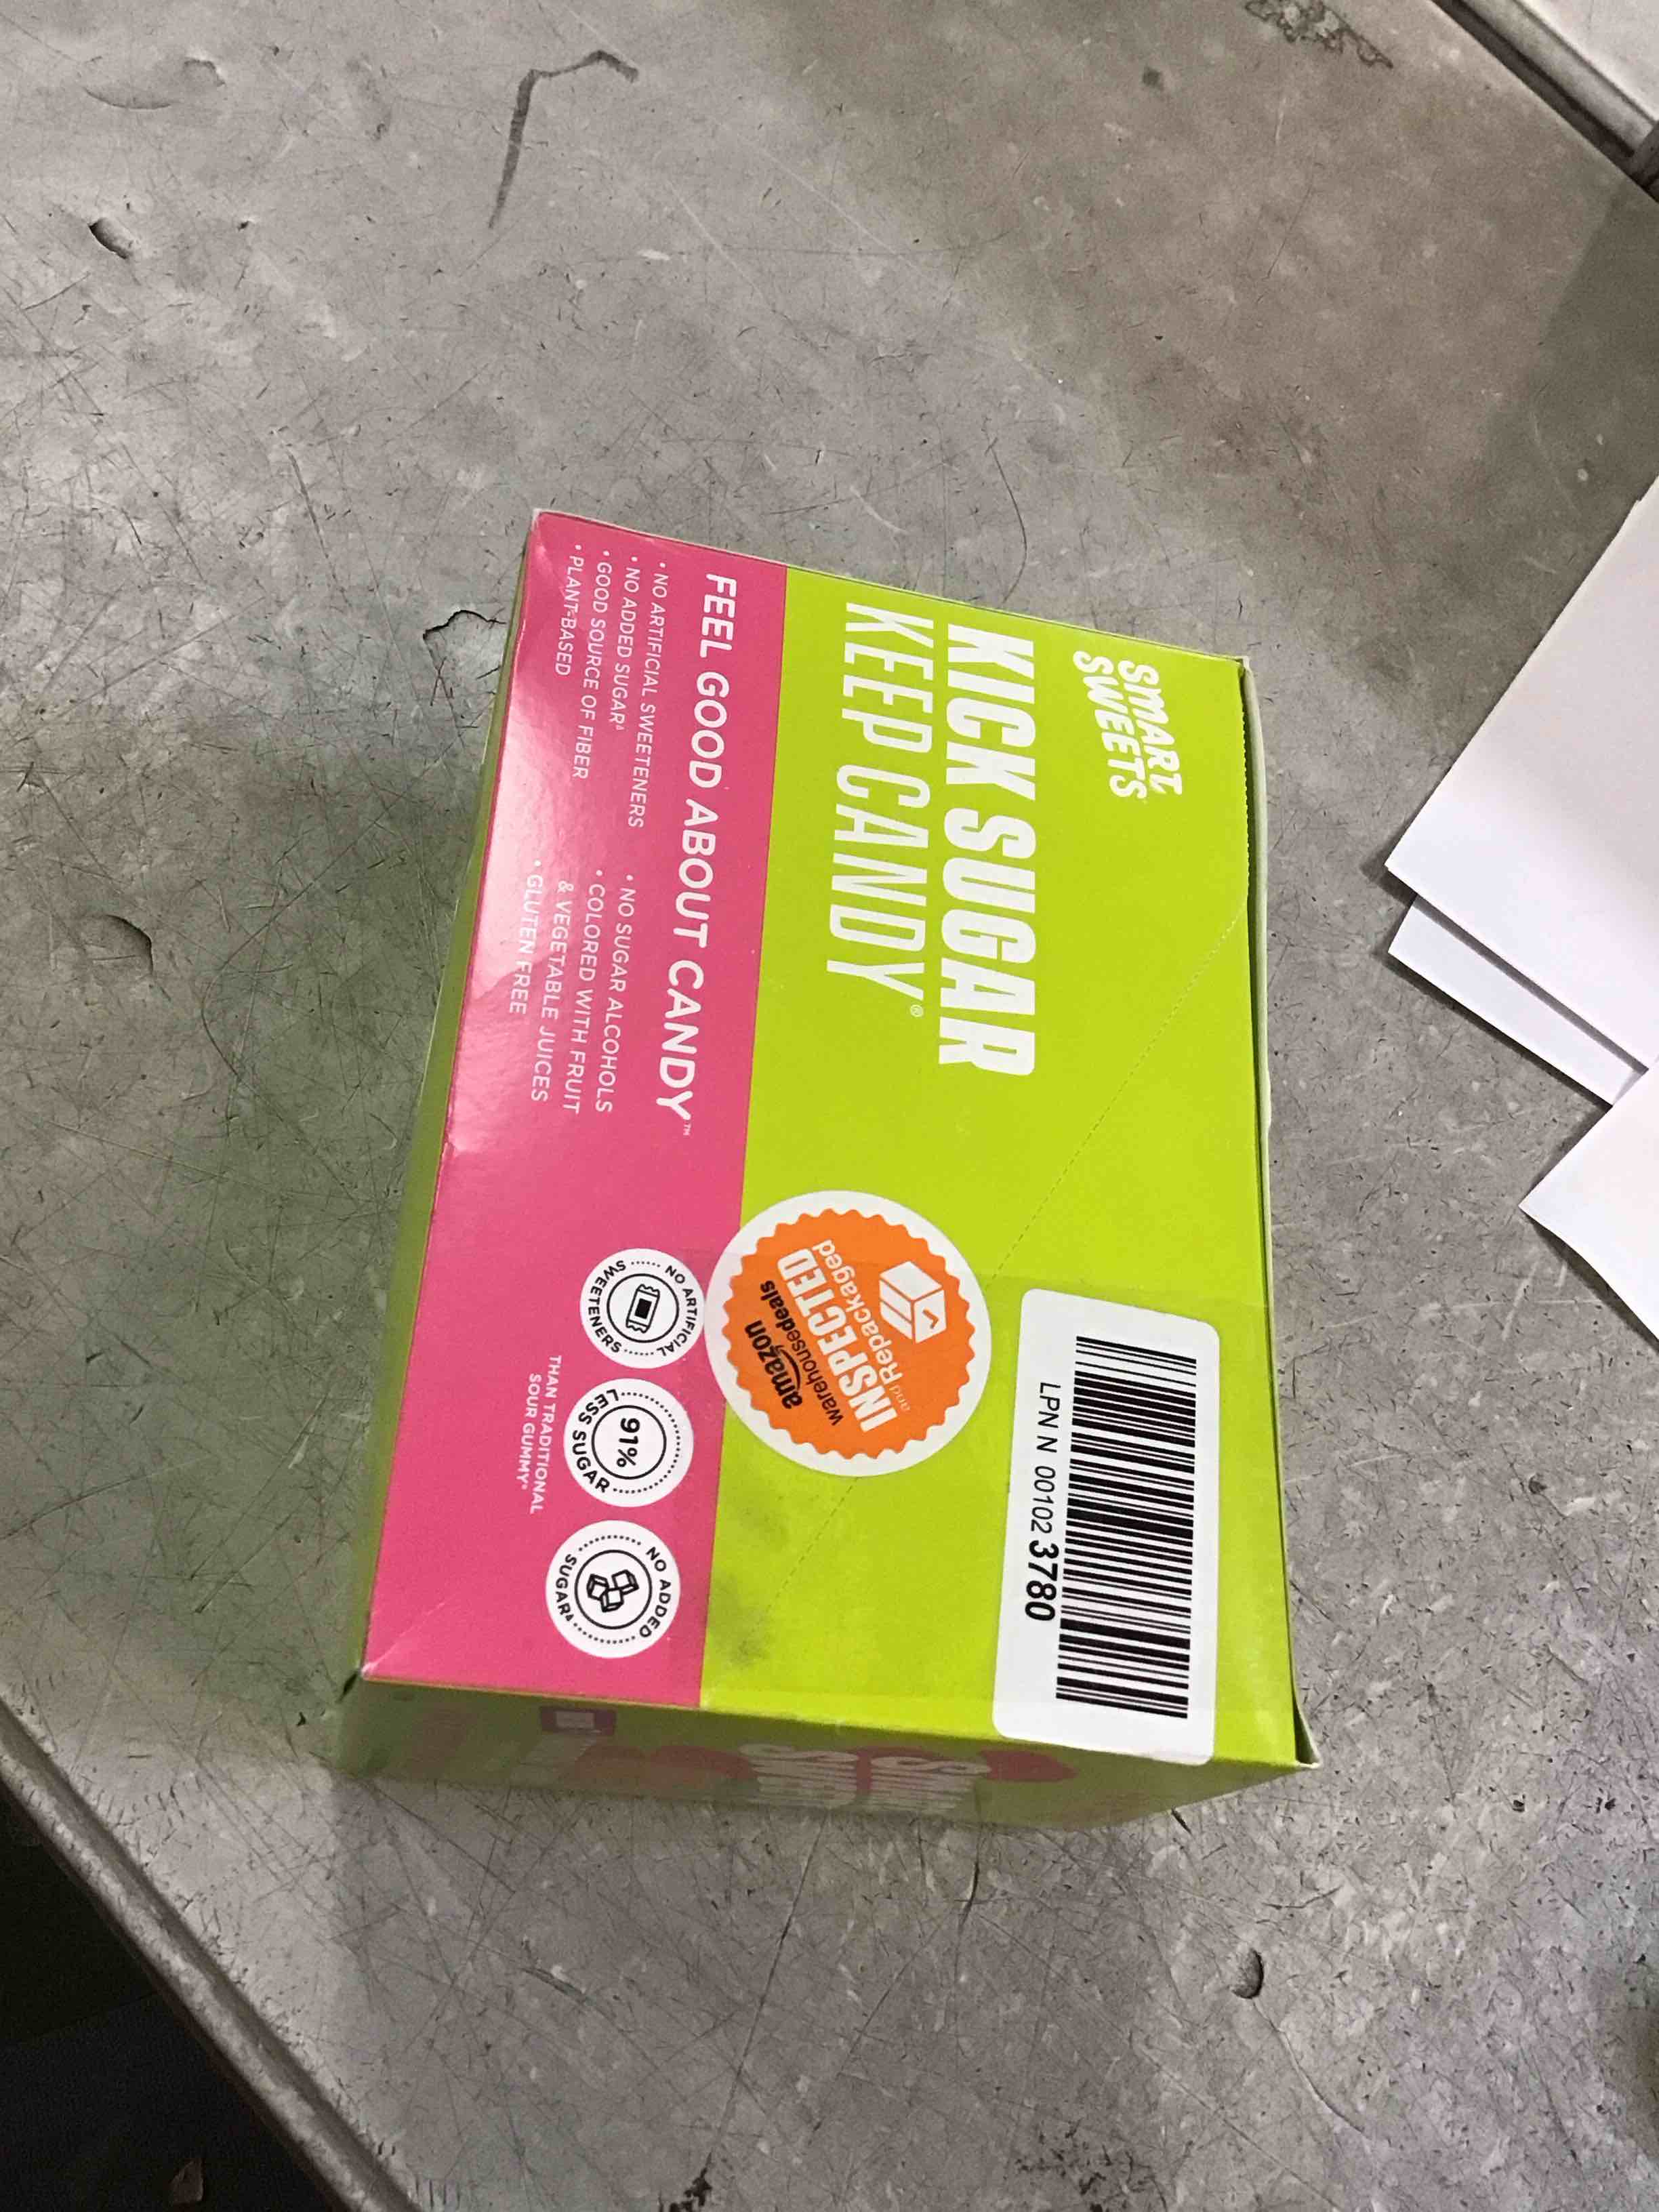 SMART
SWEETS
KICK SUGAR
KEEP CANDY®
FEEL GOOD ABOUT CANDY™
• NO ARTIFICIAL SWEETENERS
• NO ADDED SUGAR∆
• GOOD SOURCE OF FIBER
• PLANT-BASED
• NO SUGAR ALCOHOLS
• COLORED WITH FRUIT
& VEGETABLE JUICES
• GLUTEN FREE
LPN N 00102 3780
amazon
warehousedeals
INSPECTED
and Repackaged
NO ARTIFICIAL
SWEETENERS
91%
LESS SUGAR
THAN TRADITIONAL
SOUR GUMMY*
NO ADDED
SUGAR∆